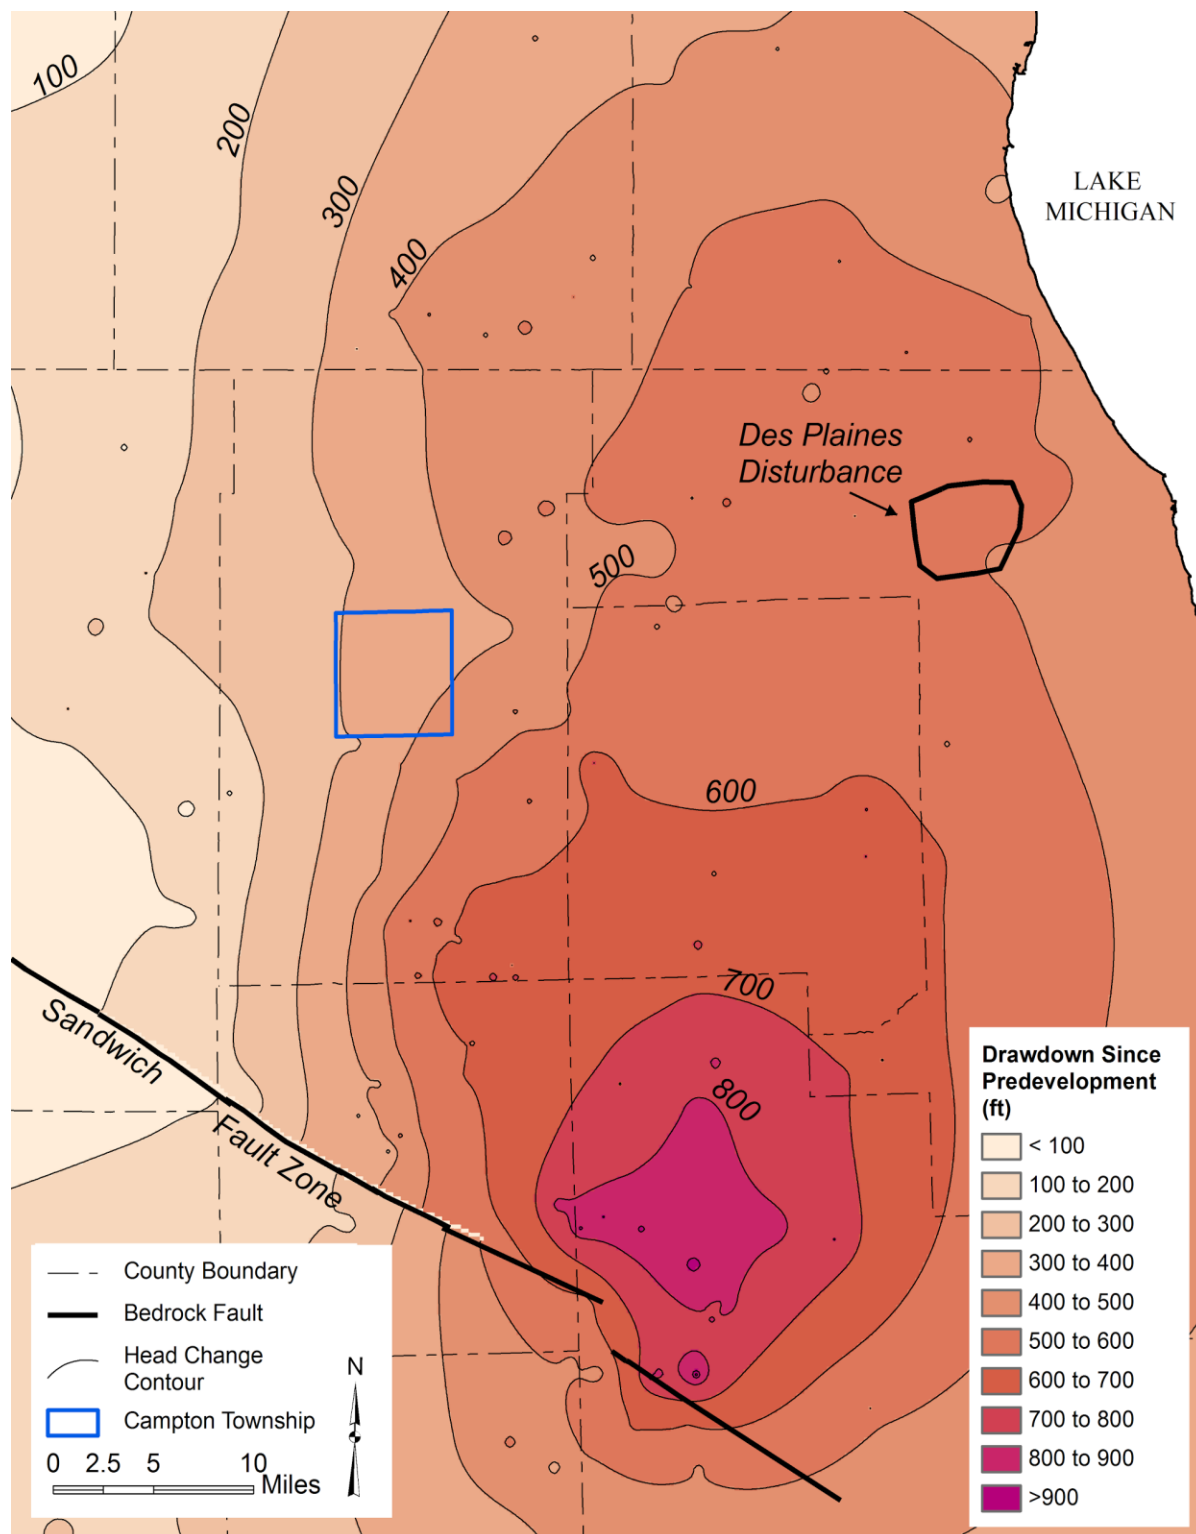 100
200
300
400
LAKE
MICHIGAN
Des Plaines
Disturbance
500
600
700
800
Sandwich
Fault Zone
County Boundary
Bedrock Fault
Head Change
Contour
Campton Township
N
0 2.5 5 10
Miles
Drawdown Since
Predevelopment
(ft)
< 100
100 to 200
200 to 300
300 to 400
400 to 500
500 to 600
600 to 700
700 to 800
800 to 900
>900